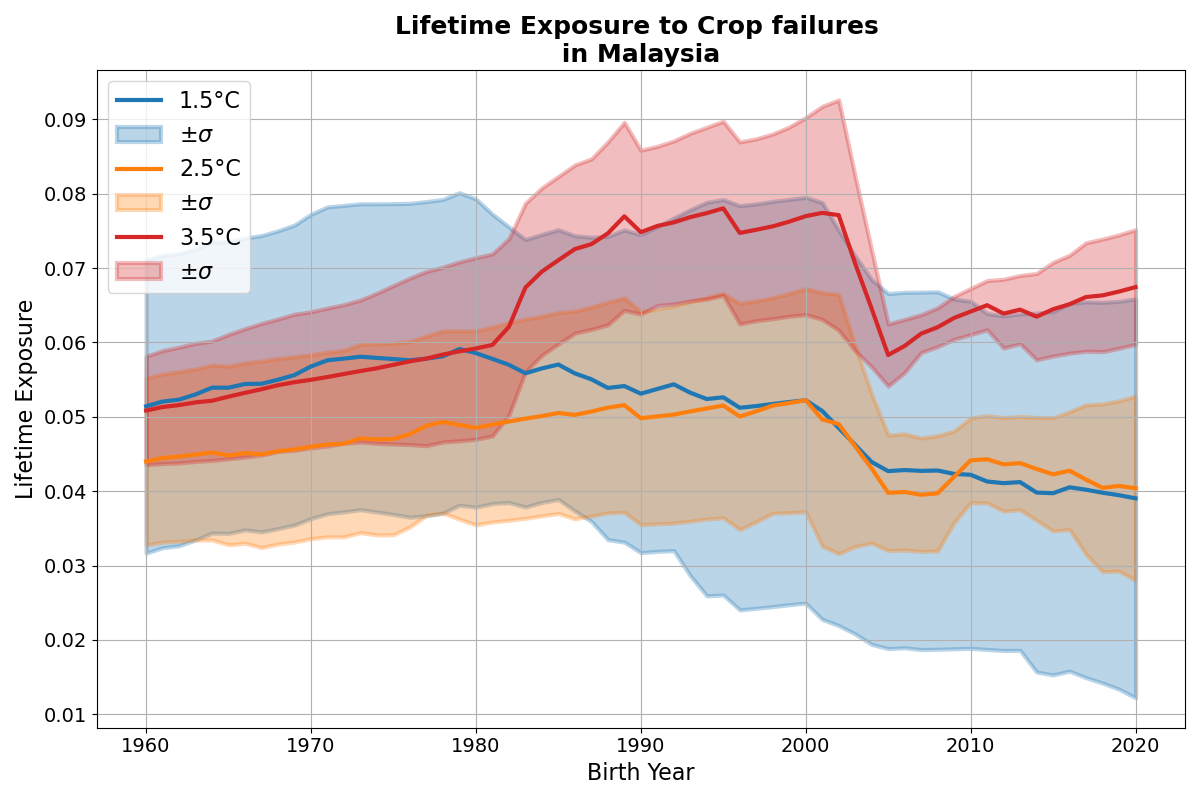 Lifetime Exposure to Crop failures
in Malaysia
1.5°C
±σ
2.5°C
±σ
3.5°C
±σ
Lifetime Exposure
0.09
0.08
0.07
0.06
0.05
0.04
0.03
0.02
0.01
1960 1970 1980 1990 2000 2010 2020
Birth Year